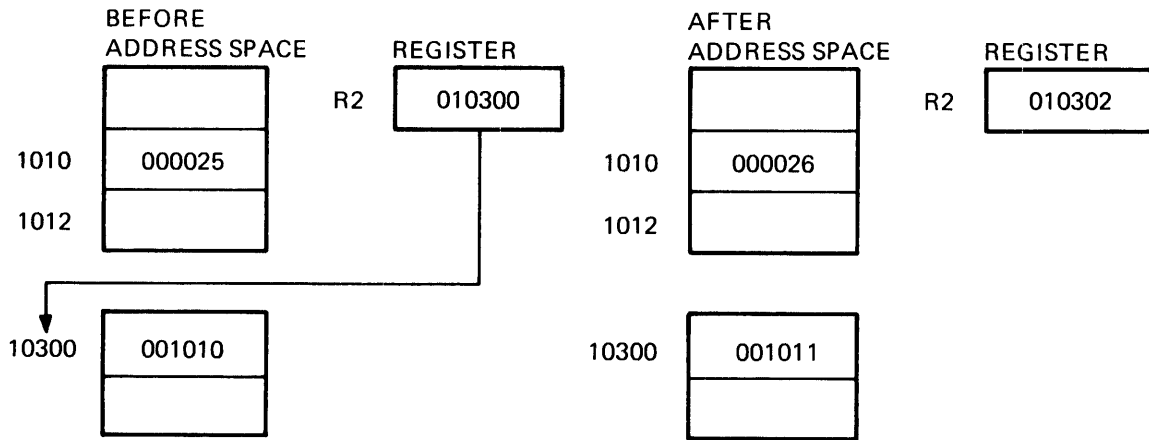 BEFORE
ADDRESS SPACE
REGISTER
R2
010300
1010
000025
1012
10300
001010
AFTER
ADDRESS SPACE
REGISTER
R2
010302
1010
000026
1012
10300
001011